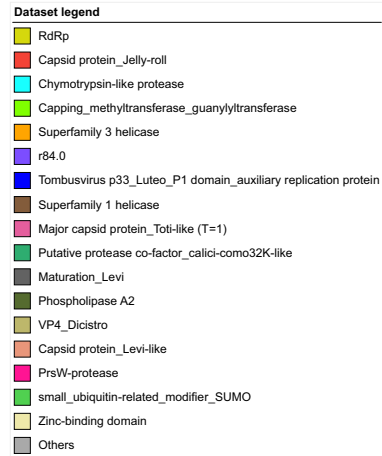 Dataset legend
RdRp
Capsid protein_Jelly-roll
Chymotrypsin-like protease
Capping_methyltransferase_guanylyltransferase
Superfamily 3 helicase
r84.0
Tombusvirus p33_Luteo_P1 domain_auxiliary replication protein
Superfamily 1 helicase
Major capsid protein_Toti-like (T=1)
Putative protease co-factor_calici-como32K-like
Maturation_Levi
Phospholipase A2
VP4_Dicistro
Capsid protein_Levi-like
PrsW-protease
small_ubiquitin-related_modifier_SUMO
Zinc-binding domain
Others